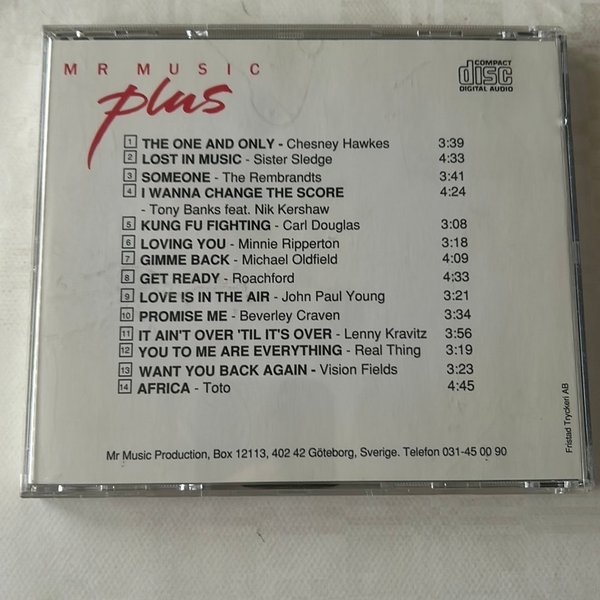 MR MUSIC
plus
COMPACT
disc
DIGITAL AUDIO
1 THE ONE AND ONLY - Chesney Hawkes 3:39
2 LOST IN MUSIC - Sister Sledge 4:33
3 SOMEONE - The Rembrandts 3:41
4 I WANNA CHANGE THE SCORE 4:24
- Tony Banks feat. Nik Kershaw
5 KUNG FU FIGHTING - Carl Douglas 3:08
6 LOVING YOU - Minnie Ripperton 3:18
7 GIMME BACK - Michael Oldfield 4:09
8 GET READY - Roachford 4:33
9 LOVE IS IN THE AIR - John Paul Young 3:21
10 PROMISE ME - Beverley Craven 3:34
11 IT AIN'T OVER 'TIL IT'S OVER - Lenny Kravitz 3:56
12 YOU TO ME ARE EVERYTHING - Real Thing 3:19
13 WANT YOU BACK AGAIN - Vision Fields 3:23
14 AFRICA - Toto 4:45
Mr Music Production, Box 12113, 402 42 Göteborg, Sverige. Telefon 031-45 00 90
Fristad Tryckeri AB